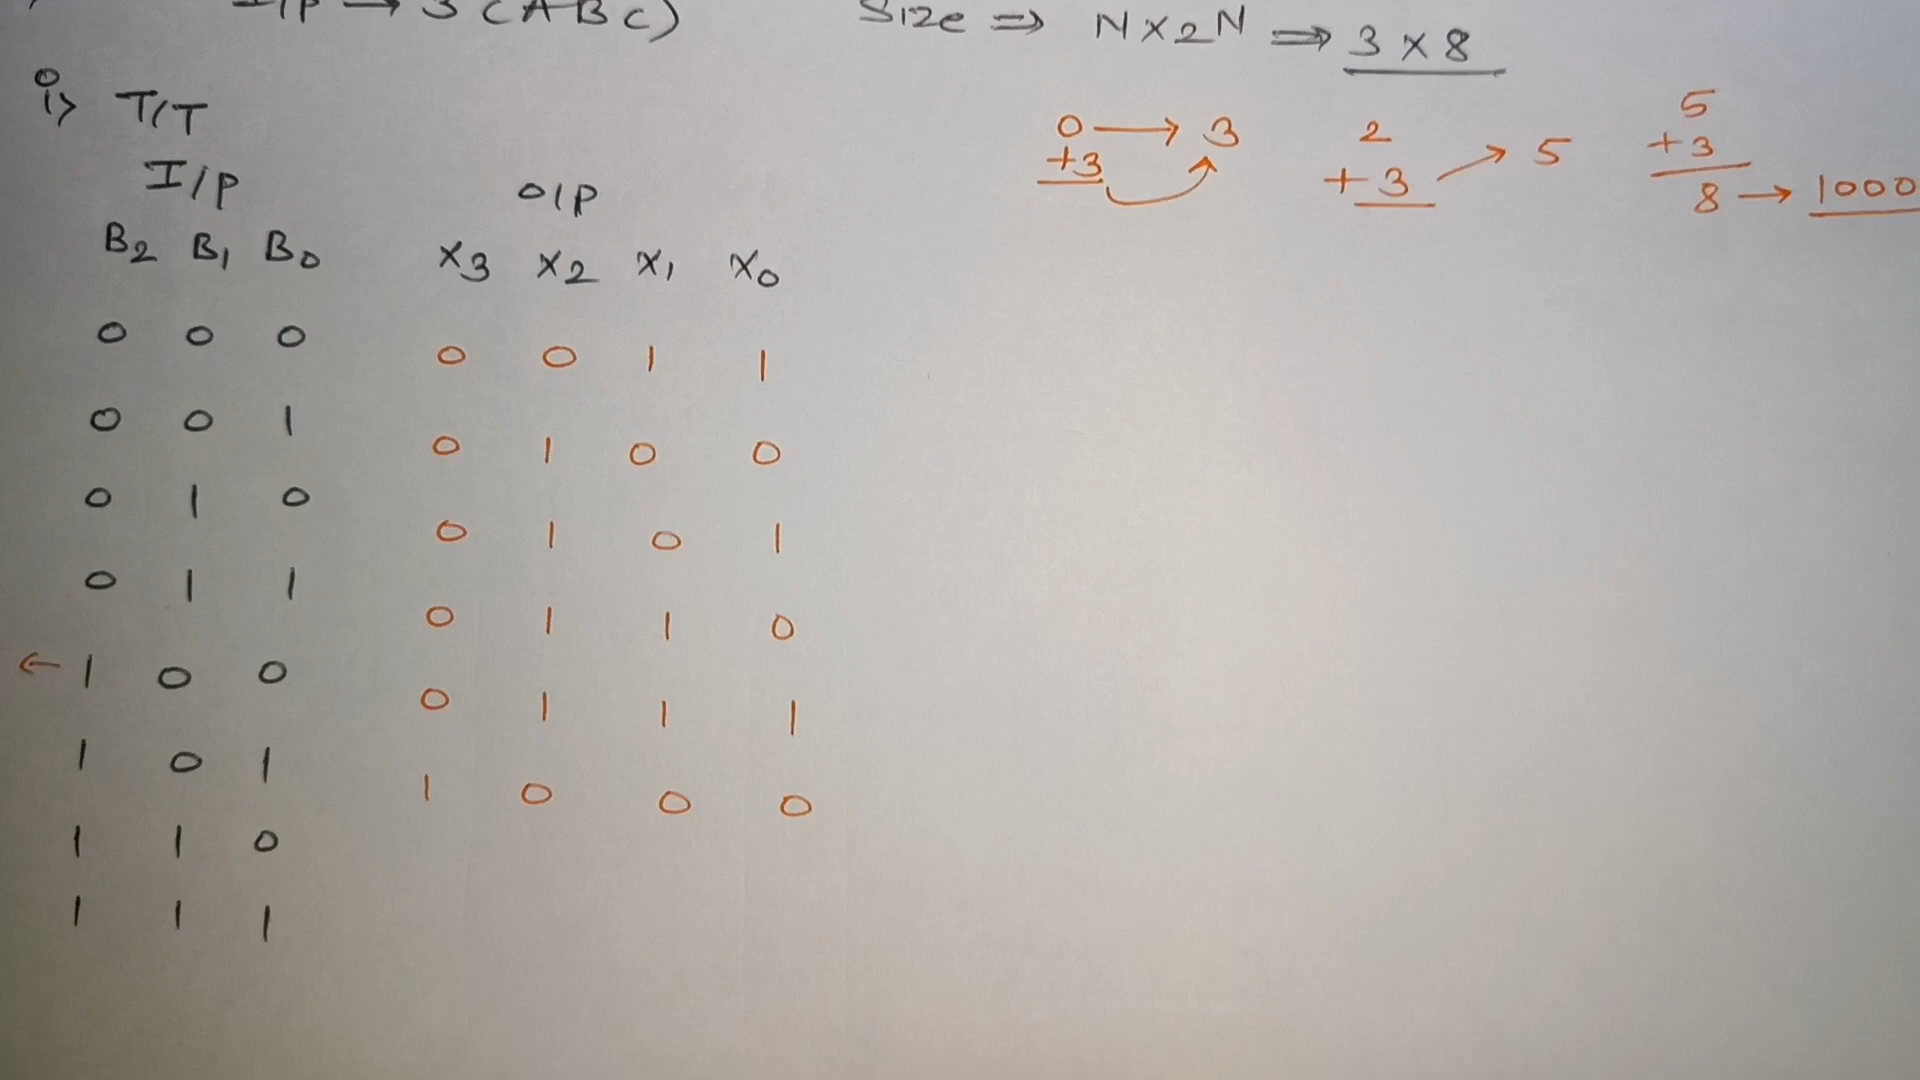 I/P → 3 (ABC) Size ⇒ N×2N ⇒ 3×8
i> T/T
I/P O/P
0 → 3
+3
2
+3 → 5
5
+3
8 → 1000
B2 B1 B0 X3 X2 X1 X0
0 0 0 0 0 1 1
0 0 1 0 1 0 0
0 1 0 0 1 0 1
0 1 1 0 1 1 0
← 1 0 0 0 1 1 1
1 0 1 1 0 0 0
1 1 0
1 1 1